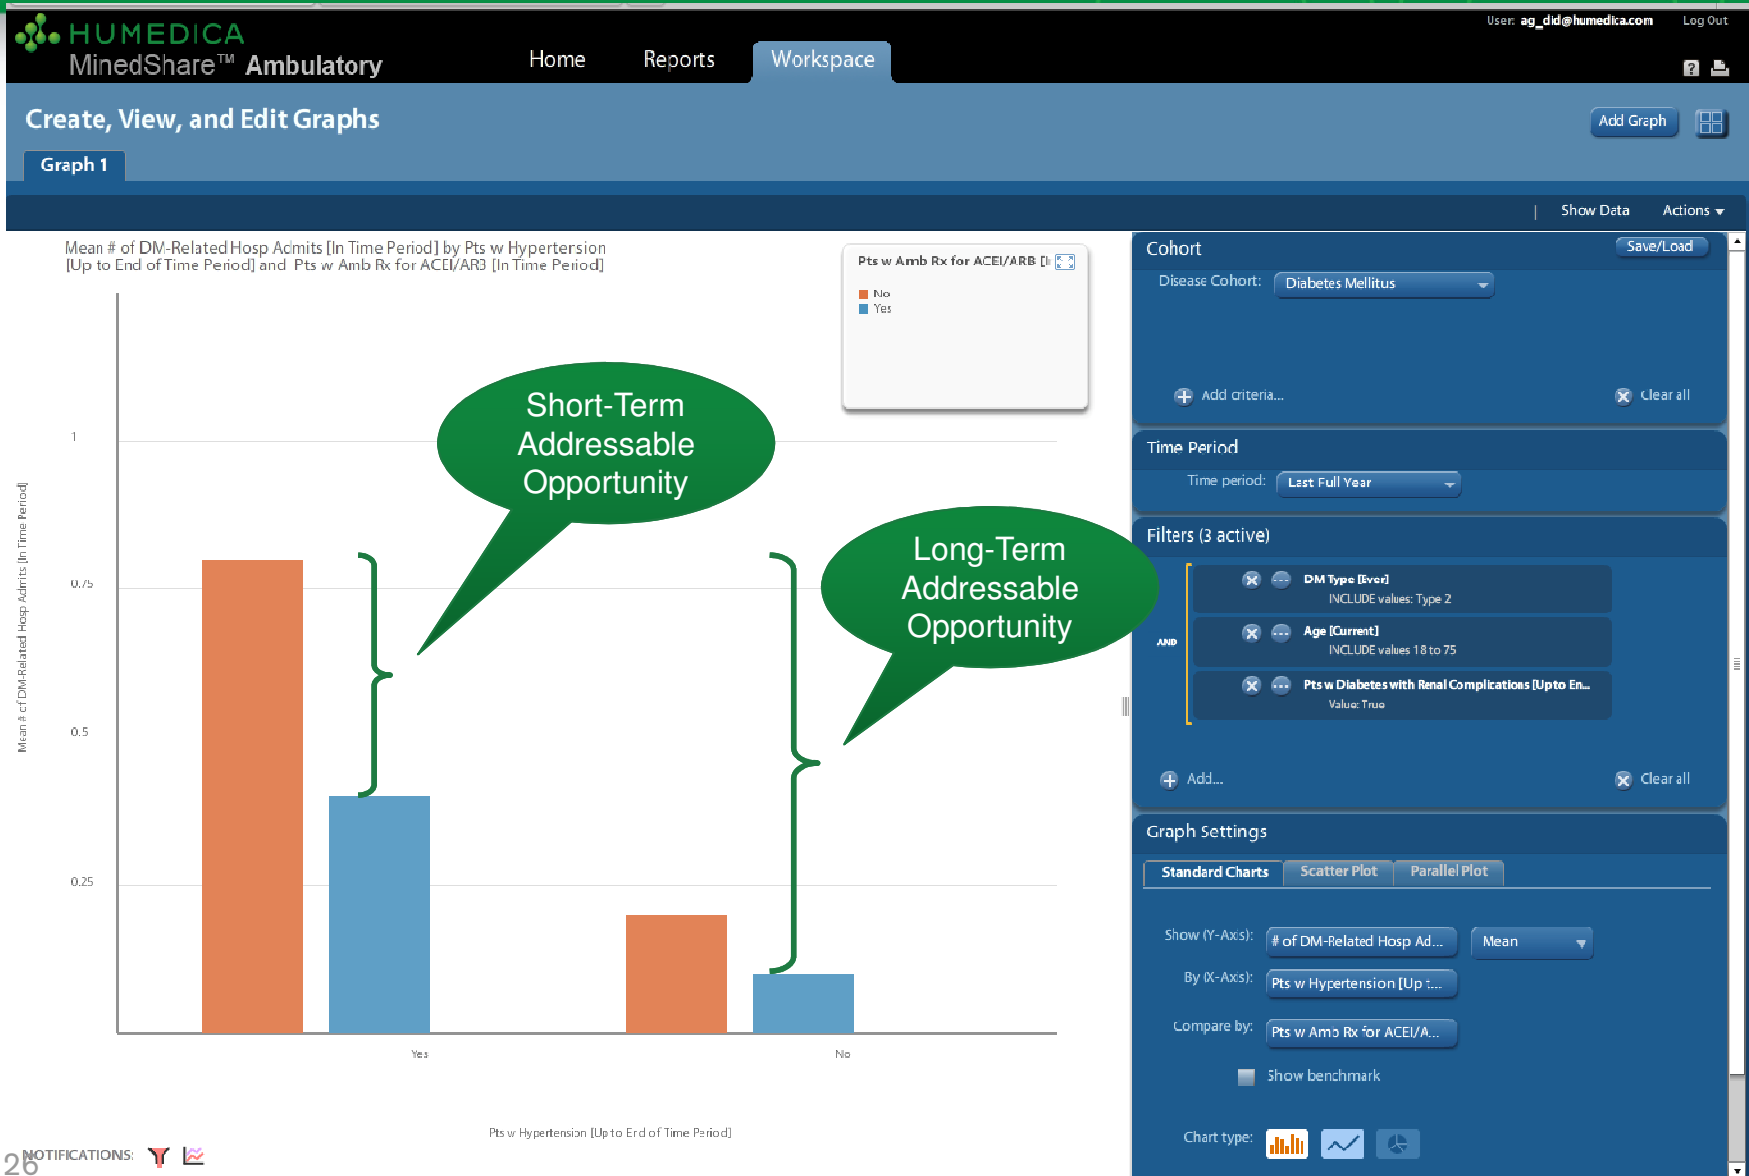 User: ag_did@humedica.com Log Out
HUMEDICA
MinedShare™ Ambulatory
Home Reports Workspace
Create, View, and Edit Graphs
Add Graph
Graph 1
Show Data Actions
Mean # of DM-Related Hosp Admits [In Time Period] by Pts w Hypertension
[Up to End of Time Period] and Pts w Amb Rx for ACEI/ARB [In Time Period]
Pts w Amb Rx for ACEI/ARB [I
No
Yes
Short-Term
Addressable
Opportunity
Long-Term
Addressable
Opportunity
1
0.75
0.5
0.25
Mean # of DM-Related Hosp Admits [In Time Period]
Yes
No
Pts w Hypertension [Up to End of Time Period]
Cohort
Save/Load
Disease Cohort: Diabetes Mellitus
Add criteria...
Clear all
Time Period
Time period: Last Full Year
Filters (3 active)
AND
DM Type [Ever]
INCLUDE values: Type 2
Age [Current]
INCLUDE values 18 to 75
Pts w Diabetes with Renal Complications [Up to En...
Value: True
Add...
Clear all
Graph Settings
Standard Charts Scatter Plot Parallel Plot
Show (Y-Axis): # of DM-Related Hosp Ad... Mean
By (X-Axis): Pts w Hypertension [Up t...
Compare by: Pts w Amb Rx for ACEI/A...
Show benchmark
Chart type:
NOTIFICATIONS:
26